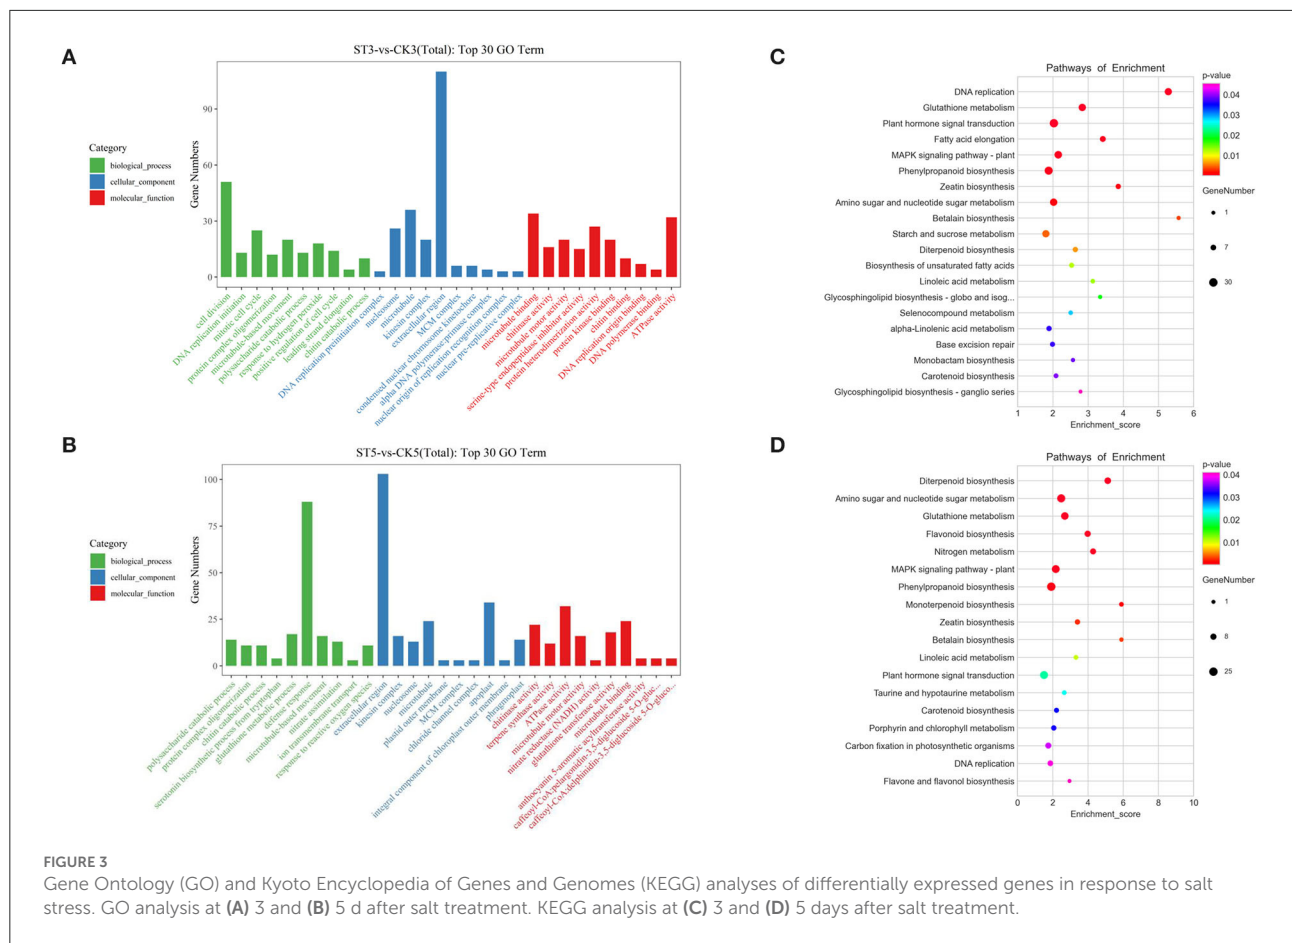 A
ST3-vs-CK3(Total): Top 30 GO Term
Category
biological_process
cellular_component
molecular_function
Gene Numbers
90
60
30
0
cell division
DNA replication initiation
mitotic cell cycle
protein complex oligomerization
microtubule-based movement
polysaccharide catabolic process
response to hydrogen peroxide
positive regulation of cell cycle
leading strand elongation
chitin catabolic process
DNA replication preinitiation complex
nucleosome
microtubule
kinesin complex
extracellular region
MCM complex
condensed nuclear chromosome kinetochore
alpha DNA polymerase:primase complex
nuclear origin of replication recognition complex
nuclear pre-replicative complex
microtubule binding
chitinase activity
microtubule motor activity
serine-type endopeptidase inhibitor activity
protein heterodimerization activity
protein kinase binding
chitin binding
DNA replication origin binding
DNA polymerase binding
ATPase activity
C
Pathways of Enrichment
DNA replication
Glutathione metabolism
Plant hormone signal transduction
Fatty acid elongation
MAPK signaling pathway - plant
Phenylpropanoid biosynthesis
Zeatin biosynthesis
Amino sugar and nucleotide sugar metabolism
Betalain biosynthesis
Starch and sucrose metabolism
Diterpenoid biosynthesis
Biosynthesis of unsaturated fatty acids
Linoleic acid metabolism
Glycosphingolipid biosynthesis - globo and isog...
Selenocompound metabolism
alpha-Linolenic acid metabolism
Base excision repair
Monobactam biosynthesis
Carotenoid biosynthesis
Glycosphingolipid biosynthesis - ganglio series
1 2 3 4 5 6
Enrichment_score
p-value
0.04
0.03
0.02
0.01
GeneNumber
1
7
30
B
ST5-vs-CK5(Total): Top 30 GO Term
Category
biological_process
cellular_component
molecular_function
Gene Numbers
100
75
50
25
0
polysaccharide catabolic process
protein complex oligomerization
chitin catabolic process
serotonin biosynthetic process from tryptophan
glutathione metabolic process
defense response
microtubule-based movement
nitrate assimilation
ion transmembrane transport
response to reactive oxygen species
extracellular region
kinesin complex
nucleosome
microtubule
plastid outer membrane
MCM complex
chloride channel complex
apoplast
integral component of chloroplast outer membrane
phragmoplast
chitinase activity
terpene synthase activity
ATPase activity
microtubule motor activity
nitrate reductase (NADH) activity
glutathione transferase activity
microtubule binding
anthocyanin 5-aromatic acyltransferase activity
caffeoyl-CoA:pelargonidin-3,5-diglucoside 5-O-gluc...
caffeoyl-CoA:delphinidin-3,5-diglucoside 5-O-gluco...
D
Pathways of Enrichment
Diterpenoid biosynthesis
Amino sugar and nucleotide sugar metabolism
Glutathione metabolism
Flavonoid biosynthesis
Nitrogen metabolism
MAPK signaling pathway - plant
Phenylpropanoid biosynthesis
Monoterpenoid biosynthesis
Zeatin biosynthesis
Betalain biosynthesis
Linoleic acid metabolism
Plant hormone signal transduction
Taurine and hypotaurine metabolism
Carotenoid biosynthesis
Porphyrin and chlorophyll metabolism
Carbon fixation in photosynthetic organisms
DNA replication
Flavone and flavonol biosynthesis
0 2 4 6 8 10
Enrichment_score
p-value
0.04
0.03
0.02
0.01
GeneNumber
1
8
25
FIGURE 3
Gene Ontology (GO) and Kyoto Encyclopedia of Genes and Genomes (KEGG) analyses of differentially expressed genes in response to salt
stress. GO analysis at (A) 3 and (B) 5 d after salt treatment. KEGG analysis at (C) 3 and (D) 5 days after salt treatment.